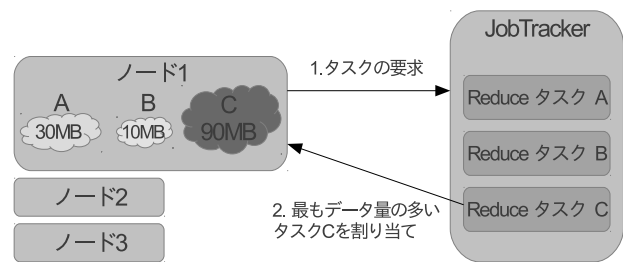 JobTracker
ノード1
1.タスクの要求
A
B
C
30MB
10MB
90MB
Reduce タスク A
Reduce タスク B
Reduce タスク C
ノード2
ノード3
2. 最もデータ量の多い
タスクCを割り当て